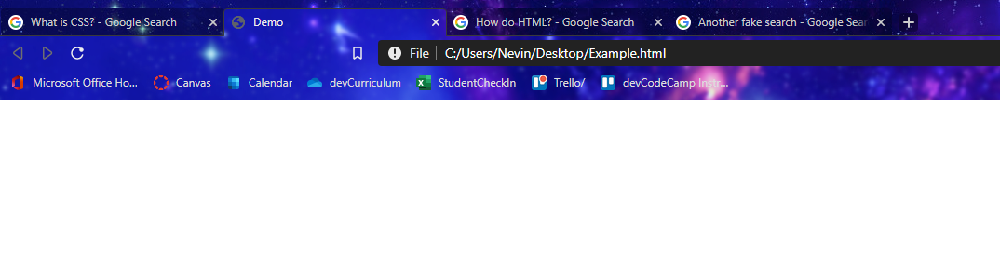 What is CSS? - Google Search Demo How do HTML? - Google Search Another fake search - Google Sear
File C:/Users/Nevin/Desktop/Example.html
Microsoft Office Ho... Canvas Calendar devCurriculum StudentCheckIn Trello/ devCodeCamp Instr...